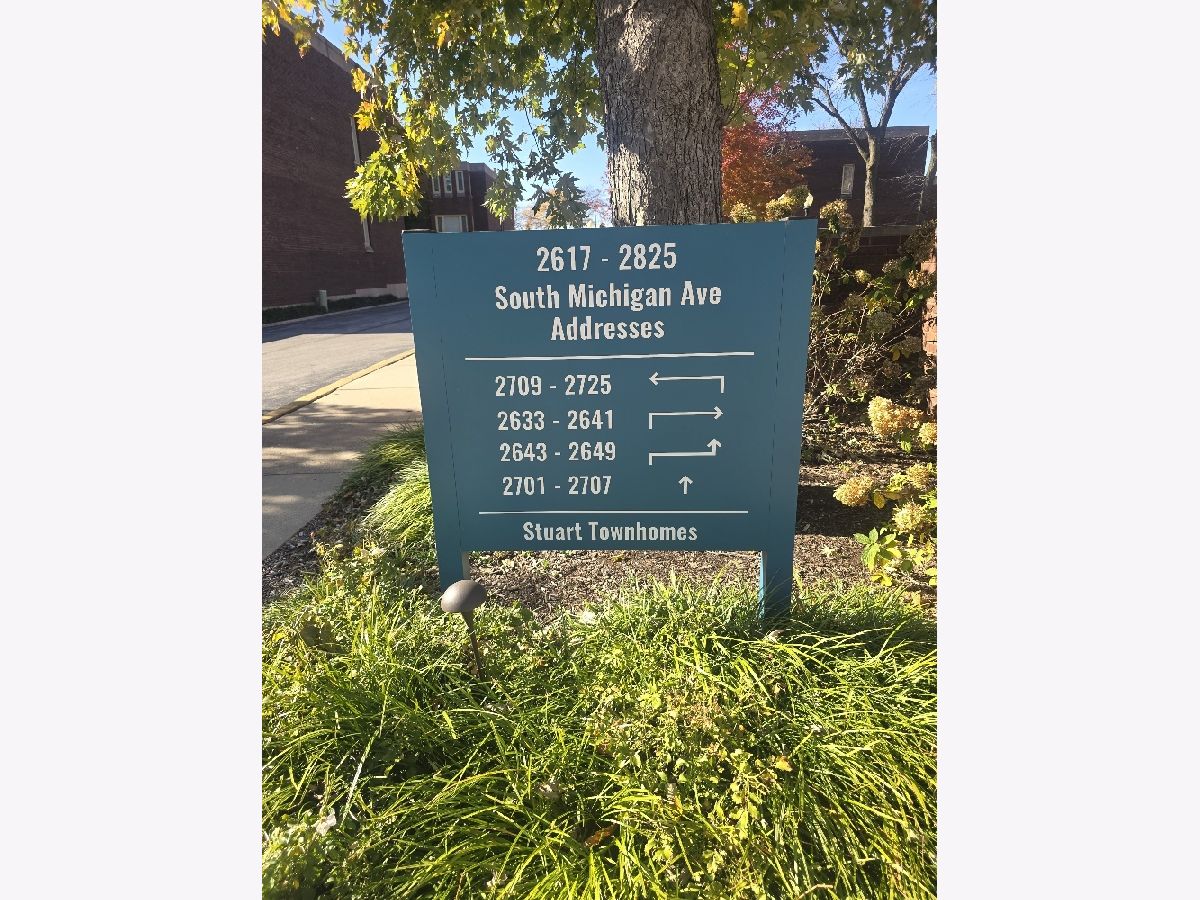 2617 - 2825
South Michigan Ave
Addresses
2709 - 2725
2633 - 2641
2643 - 2649
2701 - 2707
Stuart Townhomes